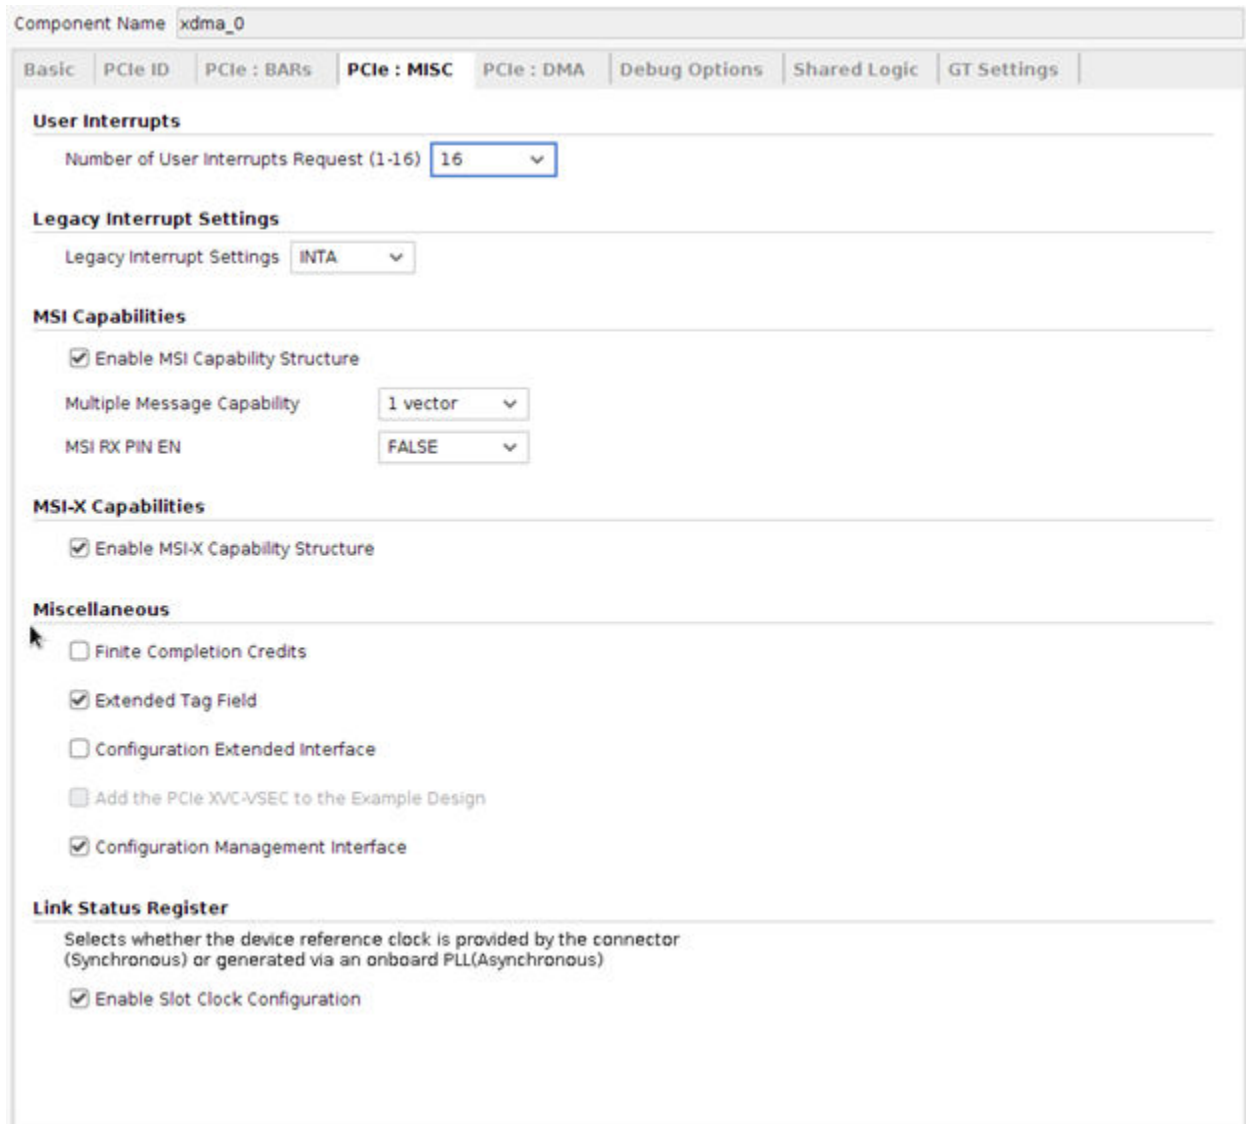 Component Name xdma_0
Basic PCIe ID PCIe : BARs PCIe : MISC PCIe : DMA Debug Options Shared Logic GT Settings
User Interrupts
Number of User Interrupts Request (1-16) 16
Legacy Interrupt Settings
Legacy Interrupt Settings INTA
MSI Capabilities
Enable MSI Capability Structure
Multiple Message Capability 1 vector
MSI RX PIN EN FALSE
MSI-X Capabilities
Enable MSI-X Capability Structure
Miscellaneous
Finite Completion Credits
Extended Tag Field
Configuration Extended Interface
Add the PCIe XVC-VSEC to the Example Design
Configuration Management Interface
Link Status Register
Selects whether the device reference clock is provided by the connector
(Synchronous) or generated via an onboard PLL(Asynchronous)
Enable Slot Clock Configuration